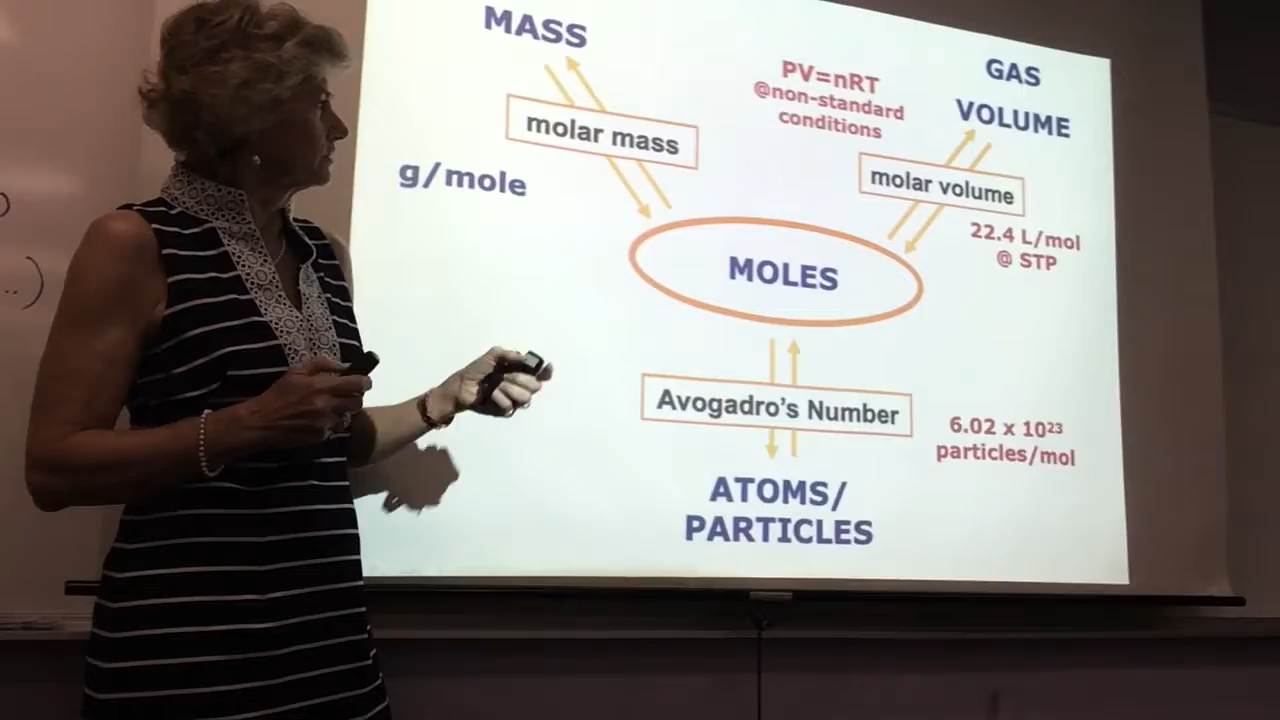 MASS
PV=nRT
@non-standard
conditions
GAS
VOLUME
molar mass
g/mole
molar volume
22.4 L/mol
@ STP
MOLES
Avogadro's Number
6.02 x 10²³
particles/mol
ATOMS/
PARTICLES